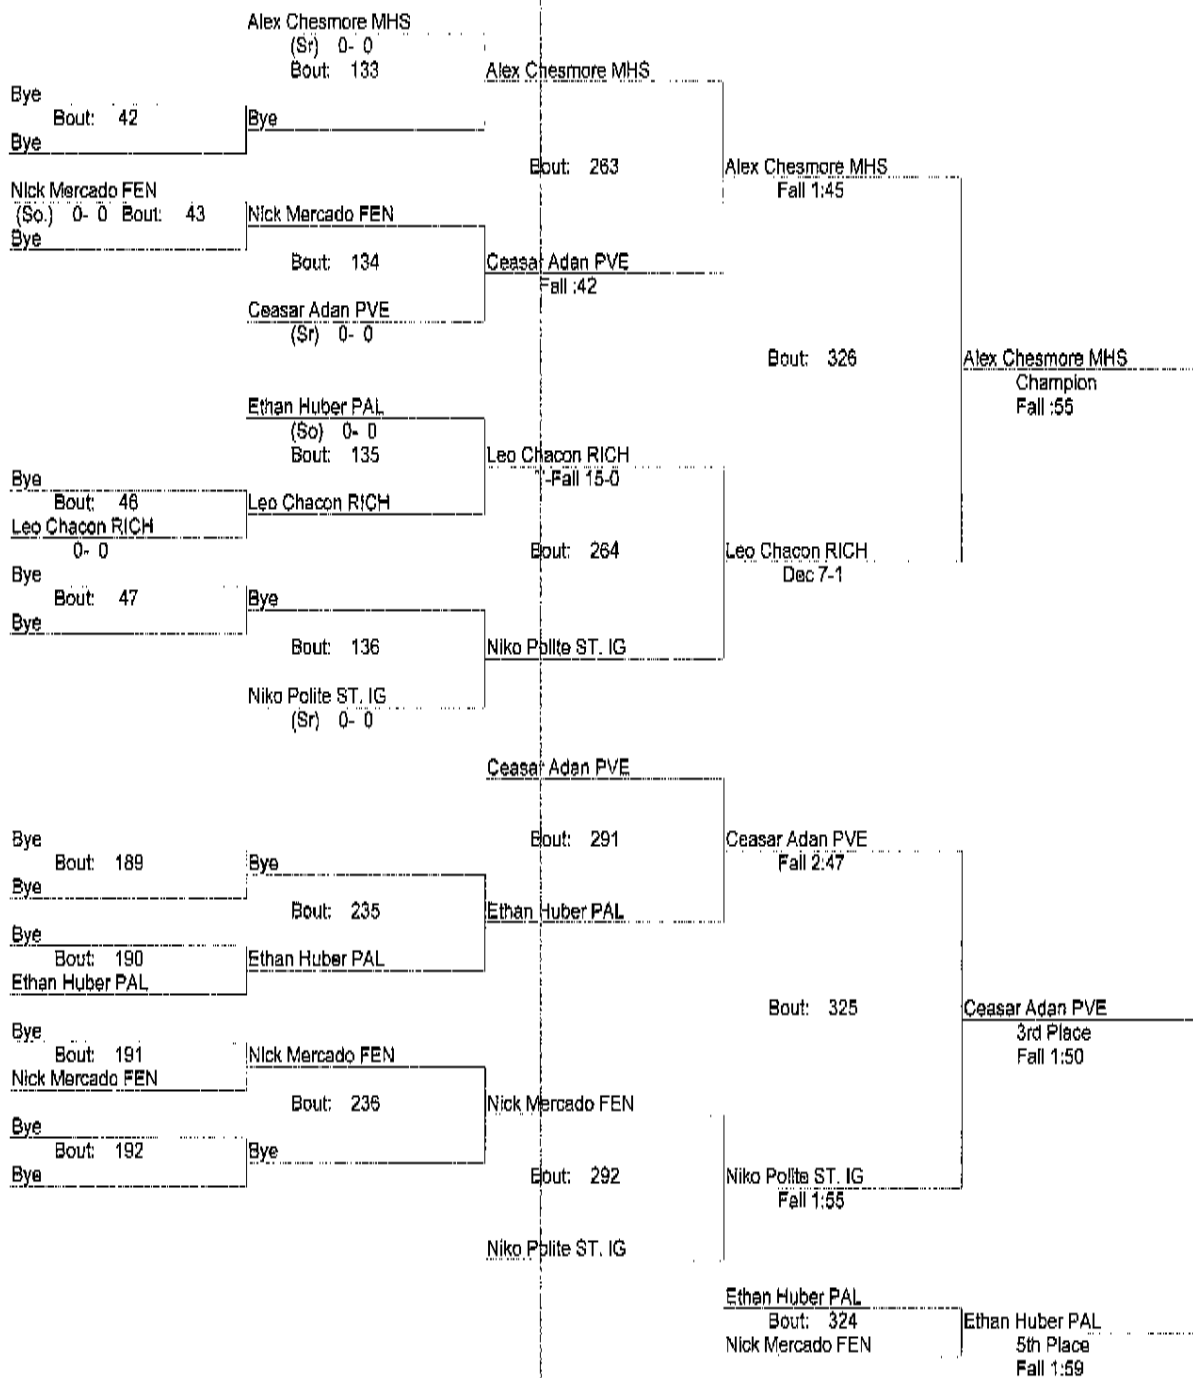 Alex Chesmore MHS
(Sr) 0- 0
Bout: 133
Alex Chesmore MHS
Bye
Bout: 42
Bye
Bye
Bout: 263
Alex Chesmore MHS
Fall 1:45
Nick Mercado FEN
(So.) 0- 0 Bout: 43
Nick Mercado FEN
Bye
Bout: 134
Ceasar Adan PVE
Fall :42
Ceasar Adan PVE
(Sr) 0- 0
Bout: 326
Alex Chesmore MHS
Champion
Fall :55
Ethan Huber PAL
(So) 0- 0
Bout: 135
Leo Chacon RICH
-Fall 15-0
Bye
Bout: 46
Leo Chacon RICH
Leo Chacon RICH
0- 0
Bout: 264
Leo Chacon RICH
Dec 7-1
Bye
Bout: 47
Bye
Bye
Bout: 136
Niko Polite ST. IG
Niko Polite ST. IG
(Sr) 0- 0
Ceasar Adan PVE
Bye
Bout: 291
Ceasar Adan PVE
Fall 2:47
Bout: 189
Bye
Bye
Bout: 235
Ethan Huber PAL
Bye
Bout: 190
Ethan Huber PAL
Ethan Huber PAL
Bout: 325
Ceasar Adan PVE
3rd Place
Fall 1:50
Bye
Bout: 191
Nick Mercado FEN
Nick Mercado FEN
Bout: 236
Nick Mercado FEN
Bye
Bout: 192
Bye
Bye
Bout: 292
Niko Polite ST. IG
Fall 1:55
Niko Polite ST. IG
Ethan Huber PAL
Bout: 324
Nick Mercado FEN
Ethan Huber PAL
5th Place
Fall 1:59